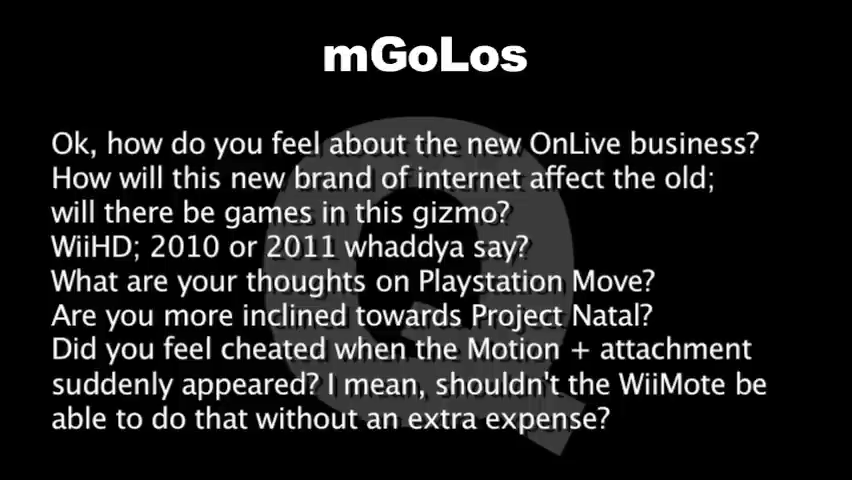 mGoLos
Ok, how do you feel about the new OnLive business?
How will this new brand of internet affect the old;
will there be games in this gizmo?
WiiHD; 2010 or 2011 whaddya say?
What are your thoughts on Playstation Move?
Are you more inclined towards Project Natal?
Did you feel cheated when the Motion + attachment
suddenly appeared? I mean, shouldn't the WiiMote be
able to do that without an extra expense?